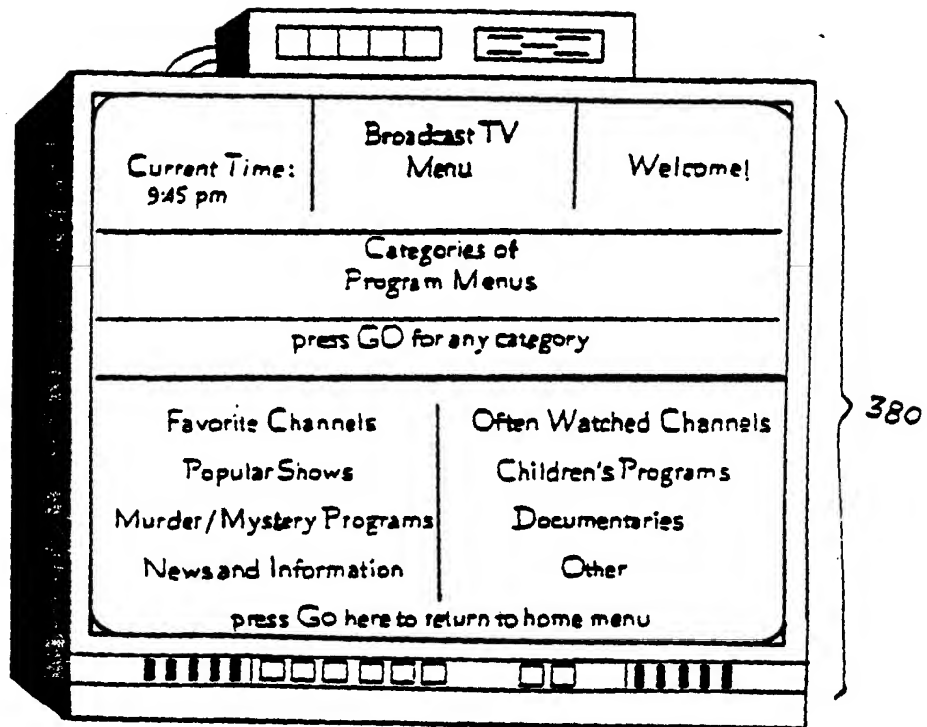 Current Time:
9:45 pm
Broadcast TV
Menu
Welcome!
Categories of
Program Menus
press GO for any category
Favorite Channels
Often Watched Channels
Popular Shows
Children's Programs
Murder/Mystery Programs
Documentaries
News and Information
Other
press Go here to return to home menu
380